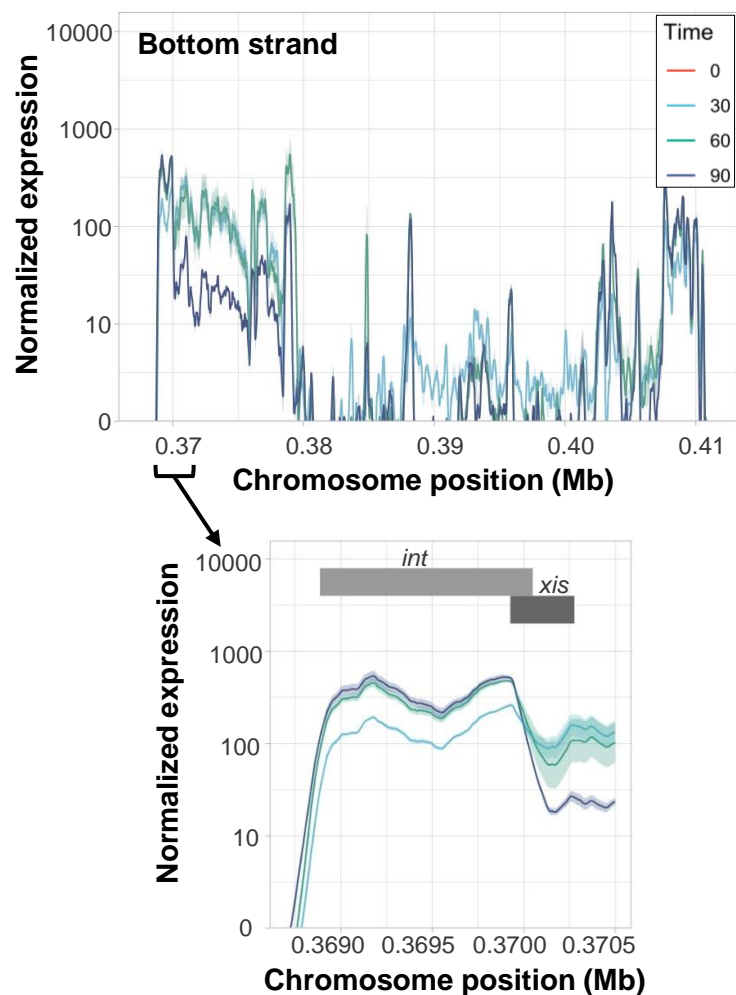 Bottom strand
Time
0
30
60
90
Normalized expression
10000
1000
100
10
0
0.37 0.38 0.39 0.40 0.41
Chromosome position (Mb)
int
xis
Normalized expression
10000
1000
100
10
0
0.3690 0.3695 0.3700 0.3705
Chromosome position (Mb)